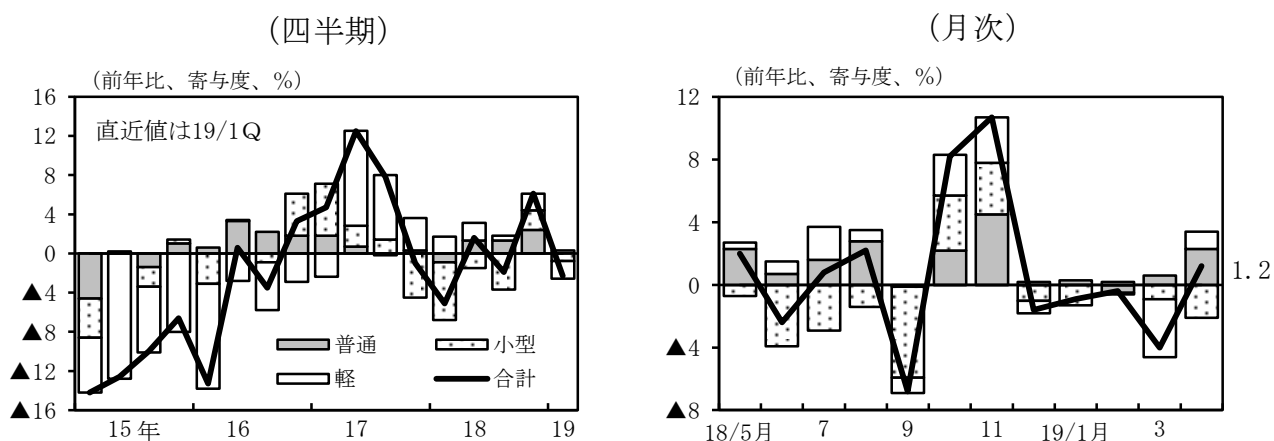 (四半期)
(前年比、寄与度、%)
16
12
8
4
0
▲4
▲8
▲12
▲16
直近値は19/1Q
普通
小型
軽
合計
15年
16
17
18
19
(月次)
(前年比、寄与度、%)
12
8
4
0
▲4
▲8
1.2
18/5月
7
9
11
19/1月
3